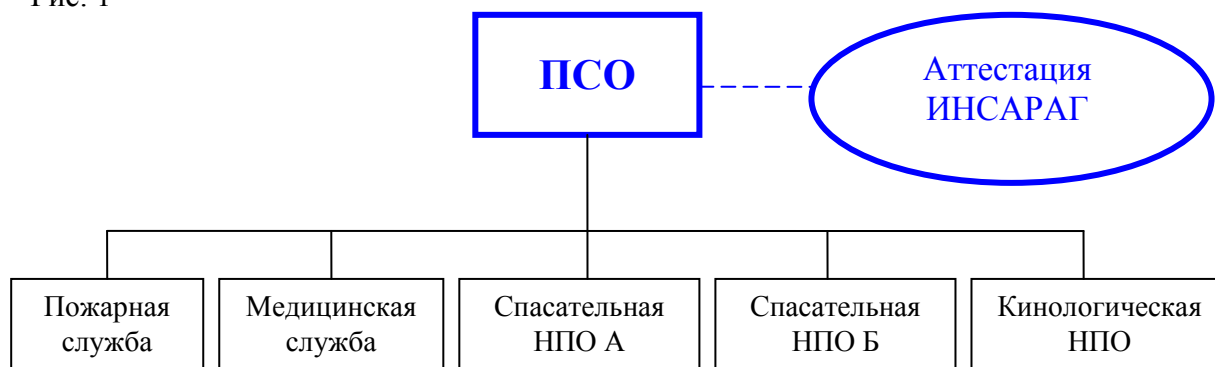 Рис. 1
ПСО
Аттестация
ИНСАРАГ
Пожарная
служба
Медицинская
служба
Спасательная
НПО А
Спасательная
НПО Б
Кинологическая
НПО